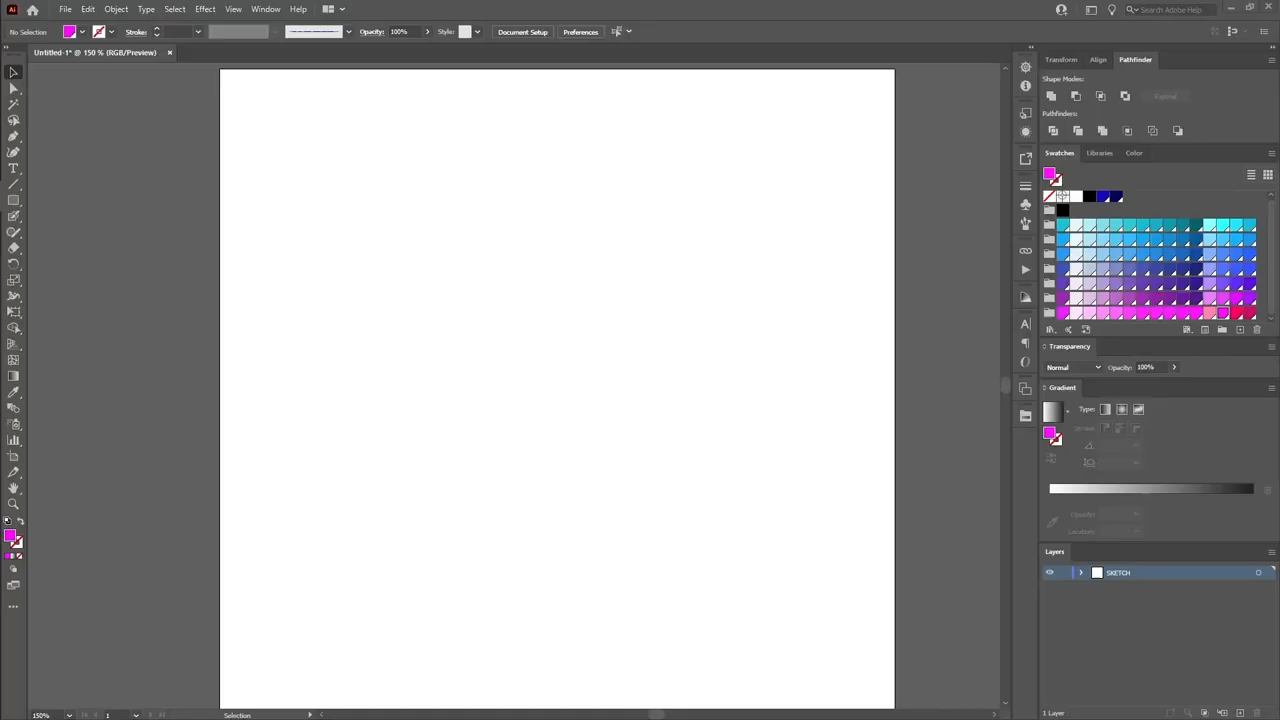 Ai File Edit Object Type Select Effect View Window Help Search Adobe Help
No Selection Stroke: Opacity: 100% Style: Document Setup Preferences
Untitled-1* @ 150 % (RGB/Preview)
Transform Align Pathfinder
Shape Modes:
Expand
Pathfinders:
Swatches Libraries Color
Transparency
Normal Opacity: 100%
Gradient
Type:
Stroke:
Opacity:
Location:
Layers
SKETCH
1 Layer
150% 1 Selection